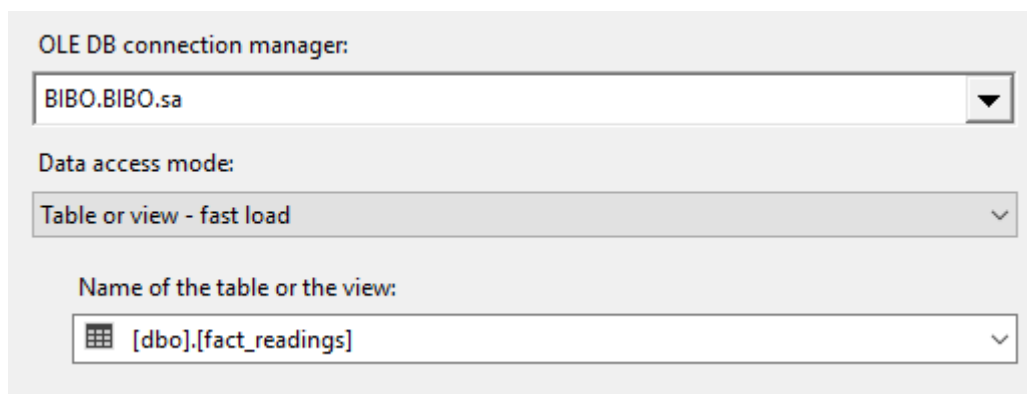 OLE DB connection manager:
BIBO.BIBO.sa
Data access mode:
Table or view - fast load
Name of the table or the view:
[dbo].[fact_readings]